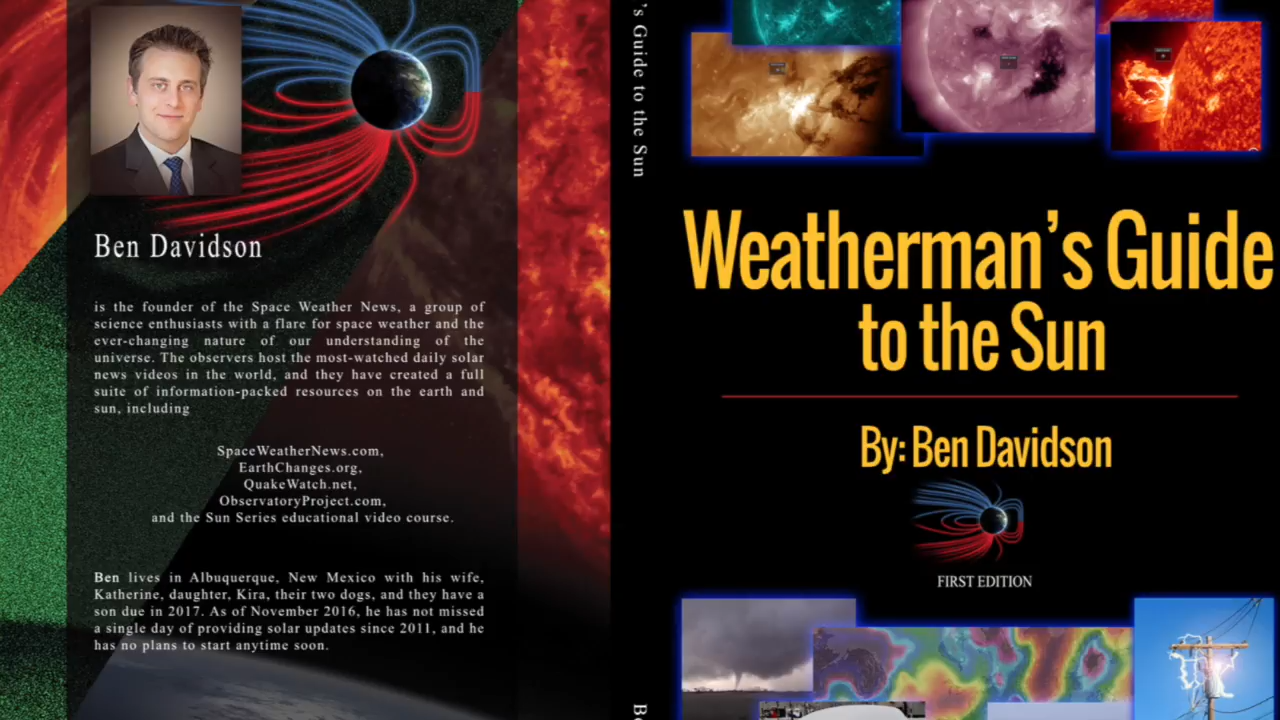 Ben Davidson
is the founder of the Space Weather News, a group of
science enthusiasts with a flare for space weather and the
ever-changing nature of our understanding of the
universe. The observers host the most-watched daily solar
news videos in the world, and they have created a full
suite of information-packed resources on the earth and
sun, including
SpaceWeatherNews.com,
EarthChanges.org,
QuakeWatch.net,
ObservatoryProject.com,
and the Sun Series educational video course.
Ben lives in Albuquerque, New Mexico with his wife,
Katherine, daughter, Kira, their two dogs, and they have a
son due in 2017. As of November 2016, he has not missed
a single day of providing solar updates since 2011, and he
has no plans to start anytime soon.
's Guide to the Sun
Be
Weatherman's Guide
to the Sun
By: Ben Davidson
FIRST EDITION